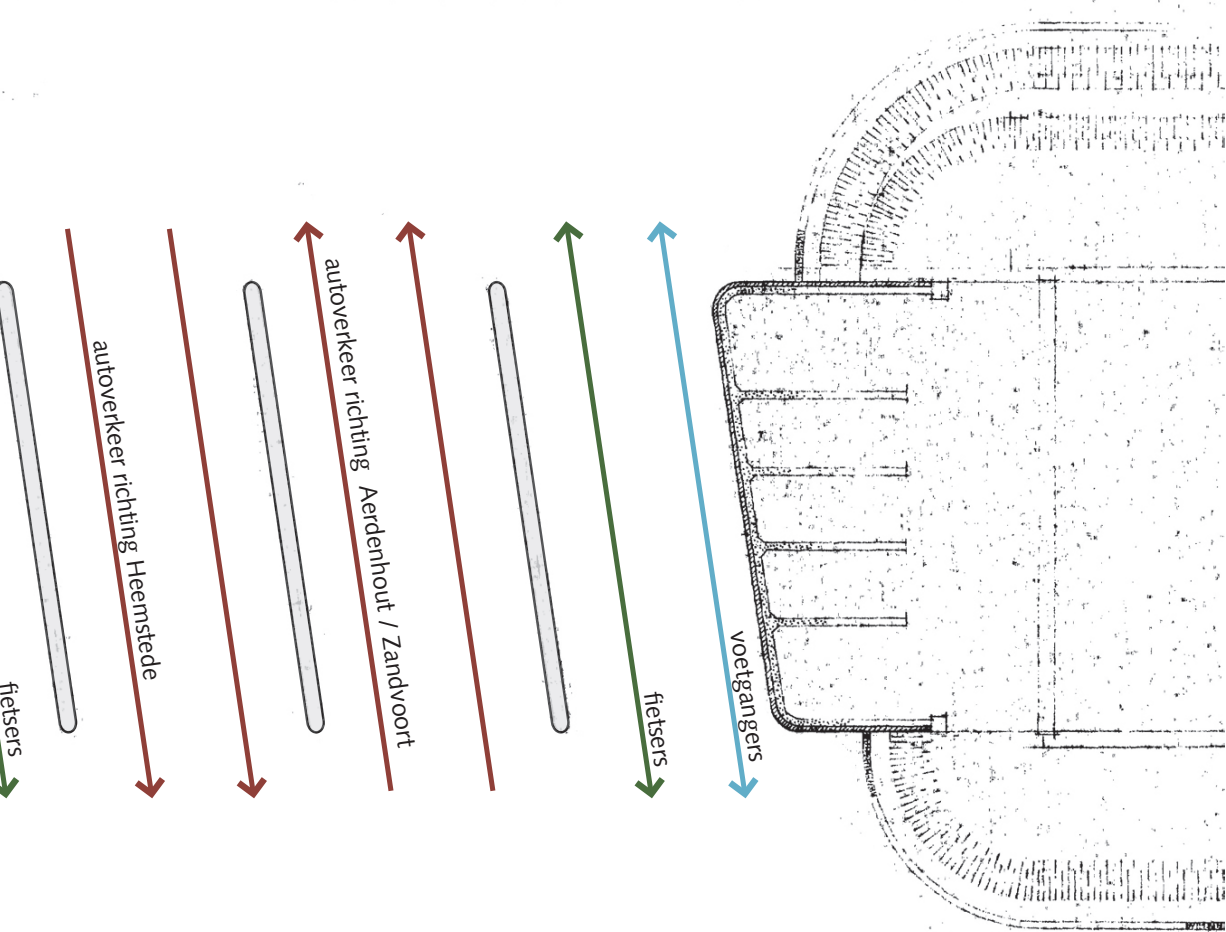 fietsers
autoverkeer richting Heemstede
autoverkeer richting Aerdenhout / Zandvoort
fietsers
voetgangers